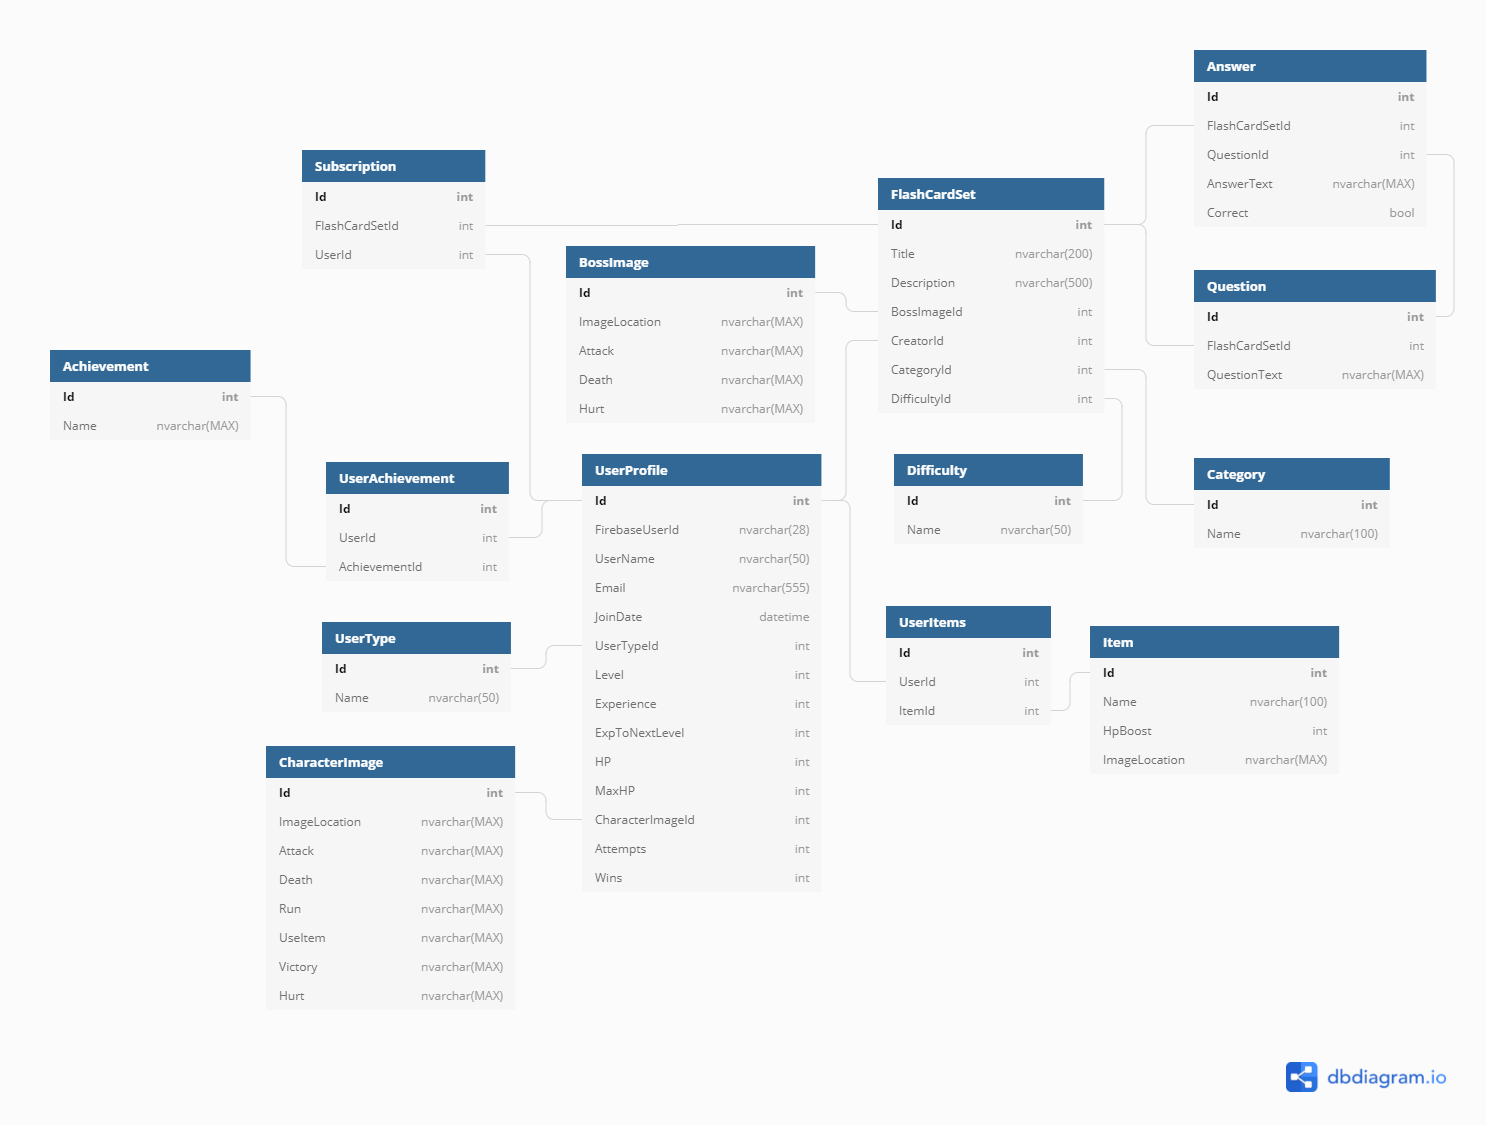 Answer
Id int
FlashCardSetId int
QuestionId int
AnswerText nvarchar(MAX)
Correct bool
Subscription
Id int
FlashCardSetId int
UserId int
FlashCardSet
Id int
Title nvarchar(200)
Description nvarchar(500)
BossImageId int
CreatorId int
CategoryId int
DifficultyId int
BossImage
Id int
ImageLocation nvarchar(MAX)
Attack nvarchar(MAX)
Death nvarchar(MAX)
Hurt nvarchar(MAX)
Question
Id int
FlashCardSetId int
QuestionText nvarchar(MAX)
Achievement
Id int
Name nvarchar(MAX)
UserAchievement
Id int
UserId int
AchievementId int
UserProfile
Id int
FirebaseUserId nvarchar(28)
UserName nvarchar(50)
Email nvarchar(555)
JoinDate datetime
UserTypeId int
Level int
Experience int
ExpToNextLevel int
HP int
MaxHP int
CharacterImageId int
Attempts int
Wins int
Difficulty
Id int
Name nvarchar(50)
Category
Id int
Name nvarchar(100)
UserType
Id int
Name nvarchar(50)
UserItems
Id int
UserId int
ItemId int
Item
Id int
Name nvarchar(100)
HpBoost int
ImageLocation nvarchar(MAX)
CharacterImage
Id int
ImageLocation nvarchar(MAX)
Attack nvarchar(MAX)
Death nvarchar(MAX)
Run nvarchar(MAX)
UseItem nvarchar(MAX)
Victory nvarchar(MAX)
Hurt nvarchar(MAX)
dbdiagram.io